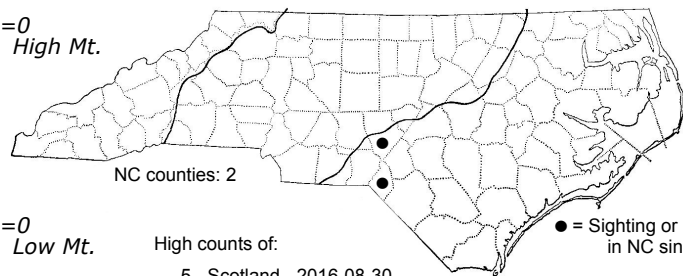 =0
High Mt.
NC counties: 2
=0
Low Mt.
High counts of:
5 - Scotland - 2016-08-30
● = Sighting or
in NC sin